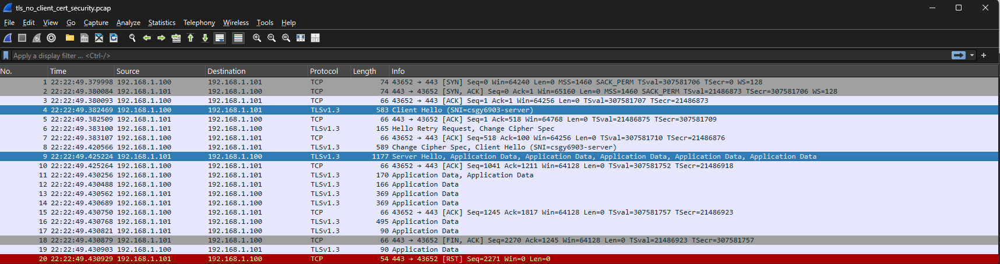 tls_no_client_cert_security.pcap
File Edit View Go Capture Analyze Statistics Telephony Wireless Tools Help
Apply a display filter ... <Ctrl-/>
No. Time Source Destination Protocol Length Info
1 22:22:49.379998 192.168.1.100 192.168.1.101 TCP 74 43652 → 443 [SYN] Seq=0 Win=64240 Len=0 MSS=1460 SACK_PERM TSval=307581706 TSecr=0 WS=128
2 22:22:49.380084 192.168.1.101 192.168.1.100 TCP 74 443 → 43652 [SYN, ACK] Seq=0 Ack=1 Win=65160 Len=0 MSS=1460 SACK_PERM TSval=21486873 TSecr=307581706 WS=128
3 22:22:49.380093 192.168.1.100 192.168.1.101 TCP 66 43652 → 443 [ACK] Seq=1 Ack=1 Win=64256 Len=0 TSval=307581707 TSecr=21486873
4 22:22:49.382469 192.168.1.100 192.168.1.101 TLSv1.3 583 Client Hello (SNI=csgy6903-server)
5 22:22:49.382509 192.168.1.101 192.168.1.100 TCP 66 443 → 43652 [ACK] Seq=1 Ack=518 Win=64768 Len=0 TSval=21486875 TSecr=307581709
6 22:22:49.383100 192.168.1.101 192.168.1.100 TLSv1.3 165 Hello Retry Request, Change Cipher Spec
7 22:22:49.383107 192.168.1.100 192.168.1.101 TCP 66 43652 → 443 [ACK] Seq=518 Ack=100 Win=64256 Len=0 TSval=307581710 TSecr=21486876
8 22:22:49.420566 192.168.1.100 192.168.1.101 TLSv1.3 589 Change Cipher Spec, Client Hello (SNI=csgy6903-server)
9 22:22:49.425224 192.168.1.101 192.168.1.100 TLSv1.3 1177 Server Hello, Application Data, Application Data, Application Data, Application Data, Application Data
10 22:22:49.425264 192.168.1.100 192.168.1.101 TCP 66 43652 → 443 [ACK] Seq=1041 Ack=1211 Win=64128 Len=0 TSval=307581752 TSecr=21486918
11 22:22:49.430256 192.168.1.100 192.168.1.101 TLSv1.3 170 Application Data, Application Data
12 22:22:49.430488 192.168.1.100 192.168.1.101 TLSv1.3 166 Application Data
13 22:22:49.430562 192.168.1.101 192.168.1.100 TLSv1.3 369 Application Data
14 22:22:49.430689 192.168.1.101 192.168.1.100 TLSv1.3 369 Application Data
15 22:22:49.430750 192.168.1.100 192.168.1.101 TCP 66 43652 → 443 [ACK] Seq=1245 Ack=1817 Win=64128 Len=0 TSval=307581757 TSecr=21486923
16 22:22:49.430768 192.168.1.101 192.168.1.100 TLSv1.3 495 Application Data
17 22:22:49.430821 192.168.1.101 192.168.1.100 TLSv1.3 90 Application Data
18 22:22:49.430879 192.168.1.101 192.168.1.100 TCP 66 443 → 43652 [FIN, ACK] Seq=2270 Ack=1245 Win=64128 Len=0 TSval=21486923 TSecr=307581757
19 22:22:49.430903 192.168.1.100 192.168.1.101 TLSv1.3 90 Application Data
20 22:22:49.430929 192.168.1.101 192.168.1.100 TCP 54 443 → 43652 [RST] Seq=2271 Win=0 Len=0